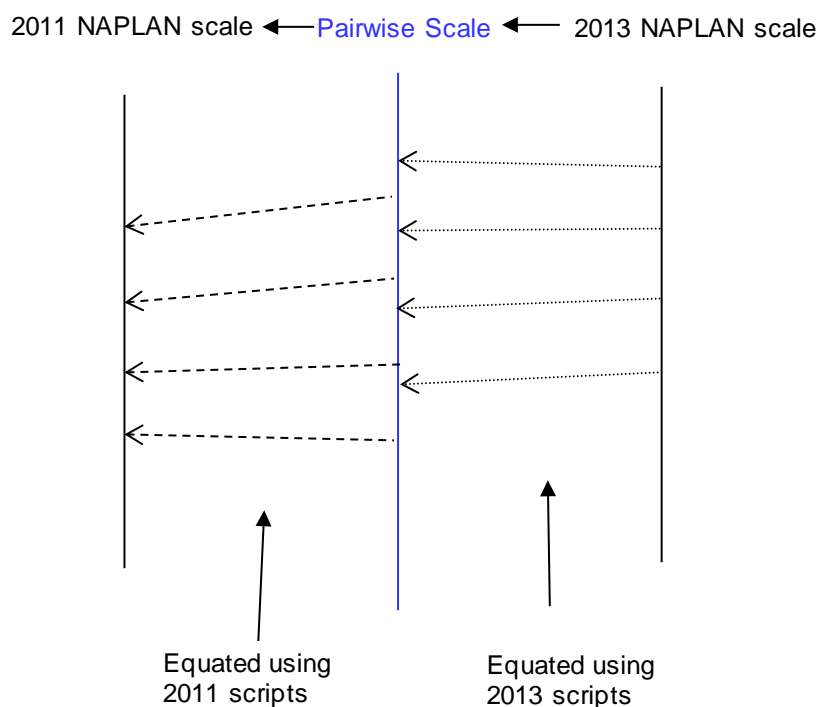 2011 NAPLAN scale Pairwise Scale 2013 NAPLAN scale
Equated using
2011 scripts
Equated using
2013 scripts